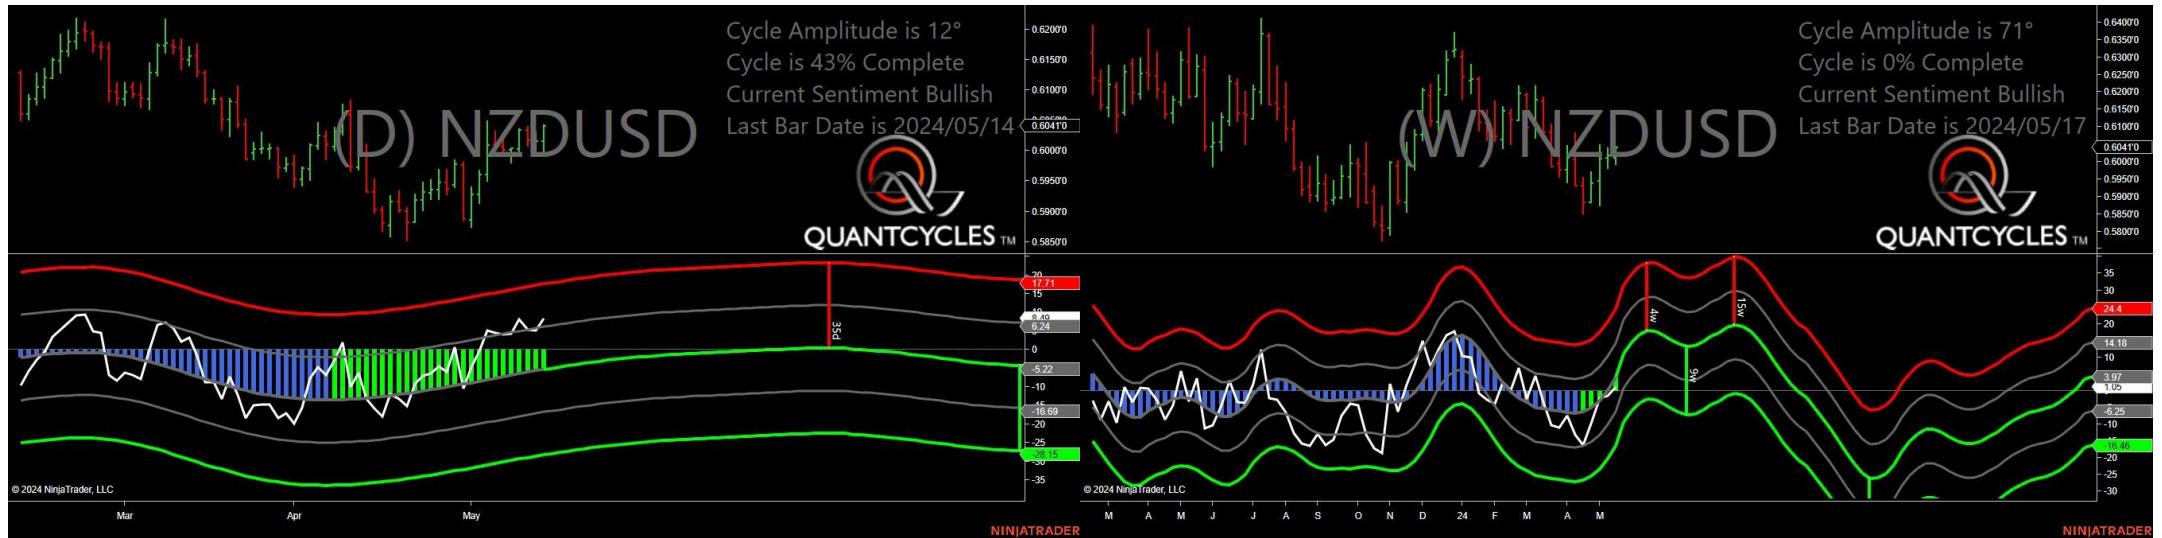 Cycle Amplitude is 12°
Cycle is 43% Complete
Current Sentiment Bullish
Last Bar Date is 2024/05/14
(D) NZDUSD
QUANTCYCLES TM
0.6200'0
0.6150'0
0.6100'0
0.6041'0
0.6000'0
0.5950'0
0.5900'0
0.5850'0
35d
20
17.71
15
8.49
6.24
0
-5.22
-10
-16.69
-20
-25
-28.15
-30
-35
© 2024 NinjaTrader, LLC
Mar
Apr
May
NINJATRADER
Cycle Amplitude is 71°
Cycle is 0% Complete
Current Sentiment Bullish
Last Bar Date is 2024/05/17
(W) NZDUSD
QUANTCYCLES TM
0.6400'0
0.6350'0
0.6300'0
0.6250'0
0.6200'0
0.6150'0
0.6100'0
0.6041'0
0.6000'0
0.5950'0
0.5900'0
0.5850'0
0.5800'0
4w
9w
15w
35
30
24.4
20
14.18
10
3.97
1.05
-6.25
-10
-16.46
-20
-25
-30
© 2024 NinjaTrader, LLC
M A M J J A S O N D 24 F M A M
NINJATRADER